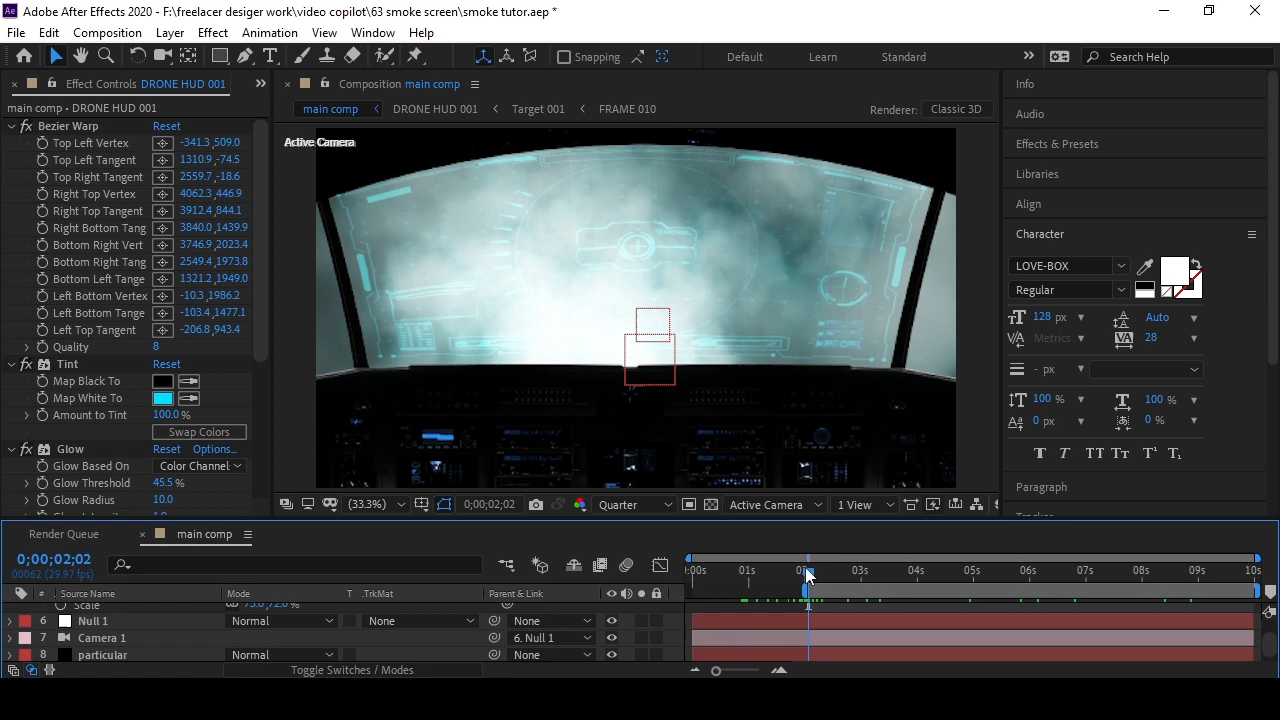 Adobe After Effects 2020 - F:\freelacer desiger work\video copilot\63 smoke screen\smoke tutor.aep *
File Edit Composition Layer Effect Animation View Window Help
Snapping Default Learn Standard Search Help
Effect Controls DRONE HUD 001
main comp • DRONE HUD 001
fx Bezier Warp Reset
Top Left Vertex -341.3,509.0
Top Left Tangent 1310.9,-74.5
Top Right Tangent 2559.7,-18.6
Right Top Vertex 4062.3,446.9
Right Top Tangent 3912.4,844.1
Right Bottom Tang 3840.0,1439.9
Bottom Right Vert 3746.9,2023.4
Bottom Right Tang 2549.4,1973.8
Bottom Left Tange 1321.2,1949.0
Left Bottom Vertex -10.3,1986.2
Left Bottom Tange -103.4,1477.1
Left Top Tangent -206.8,943.4
Quality 8
fx Tint Reset
Map Black To
Map White To
Amount to Tint 100.0%
Swap Colors
fx Glow Reset Options...
Glow Based On Color Channel
Glow Threshold 45.5%
Glow Radius 10.0
Composition main comp
main comp DRONE HUD 001 Target 001 FRAME 010
Renderer: Classic 3D
Active Camera
(33.3%) 0;00;02;02 Quarter Active Camera 1 View
Info
Audio
Effects & Presets
Libraries
Align
Character
LOVE-BOX
Regular
128 px Auto
Metrics 28
- px
100 % 100 %
0 px 0 %
T T TT Tt T¹ T₁
Paragraph
Render Queue main comp
0;00;02;02
00062 (29.97 fps)
:00s 01s 02s 03s 04s 05s 06s 07s 08s 09s 10s
# Source Name Mode T .TrkMat Parent & Link
Scale 73.0,72.0%
6 Null 1 Normal None None
7 Camera 1 6. Null 1
8 particular Normal None
Toggle Switches / Modes